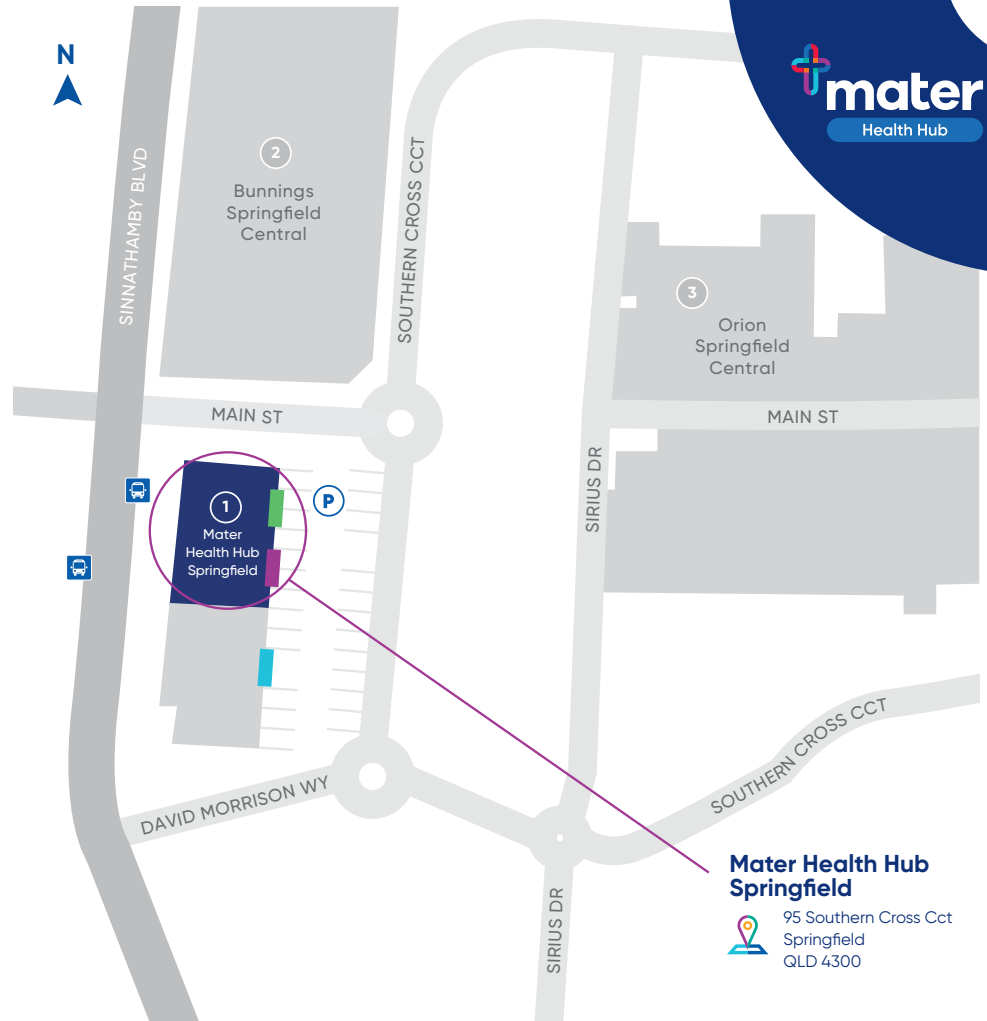 N
mater
Health Hub
SINNATHAMBY BLVD
2
Bunnings
Springfield
Central
SOUTHERN CROSS CCT
3
Orion
Springfield
Central
MAIN ST
MAIN ST
SIRIUS DR
P
1
Mater
Health Hub
Springfield
DAVID MORRISON WY
SOUTHERN CROSS CCT
SIRIUS DR
Mater Health Hub
Springfield
95 Southern Cross Cct
Springfield
QLD 4300